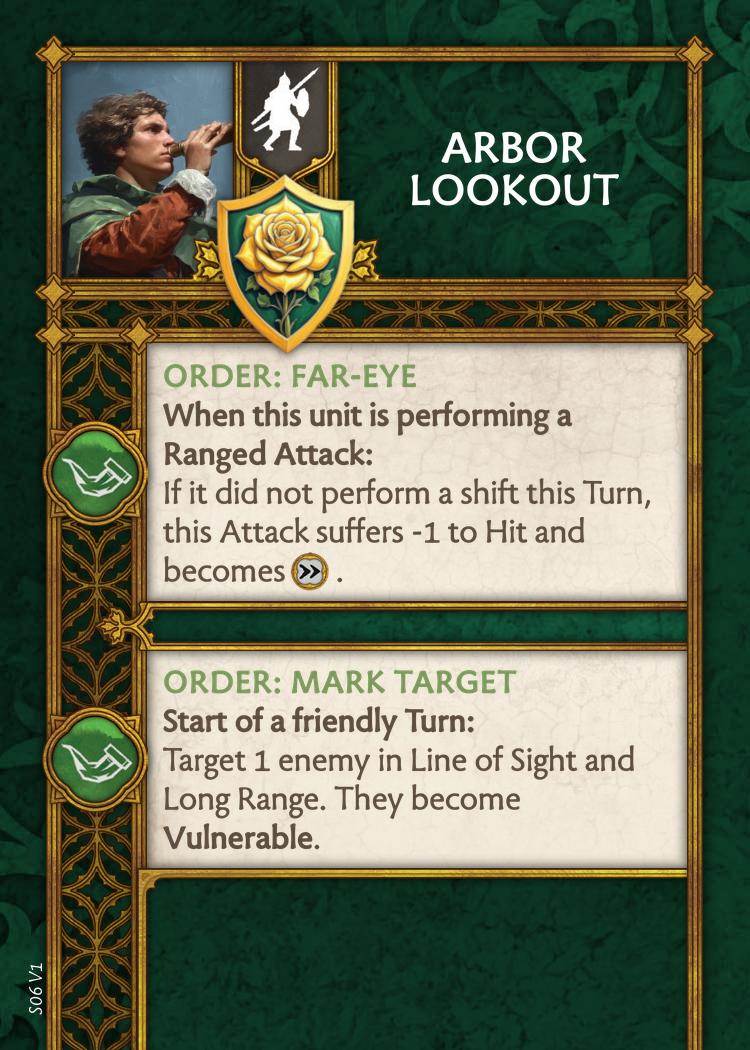 ARBOR
LOOKOUT
ORDER: FAR-EYE
When this unit is performing a
Ranged Attack:
If it did not perform a shift this Turn,
this Attack suffers -1 to Hit and
becomes .
ORDER: MARK TARGET
Start of a friendly Turn:
Target 1 enemy in Line of Sight and
Long Range. They become
Vulnerable.
S06 V1